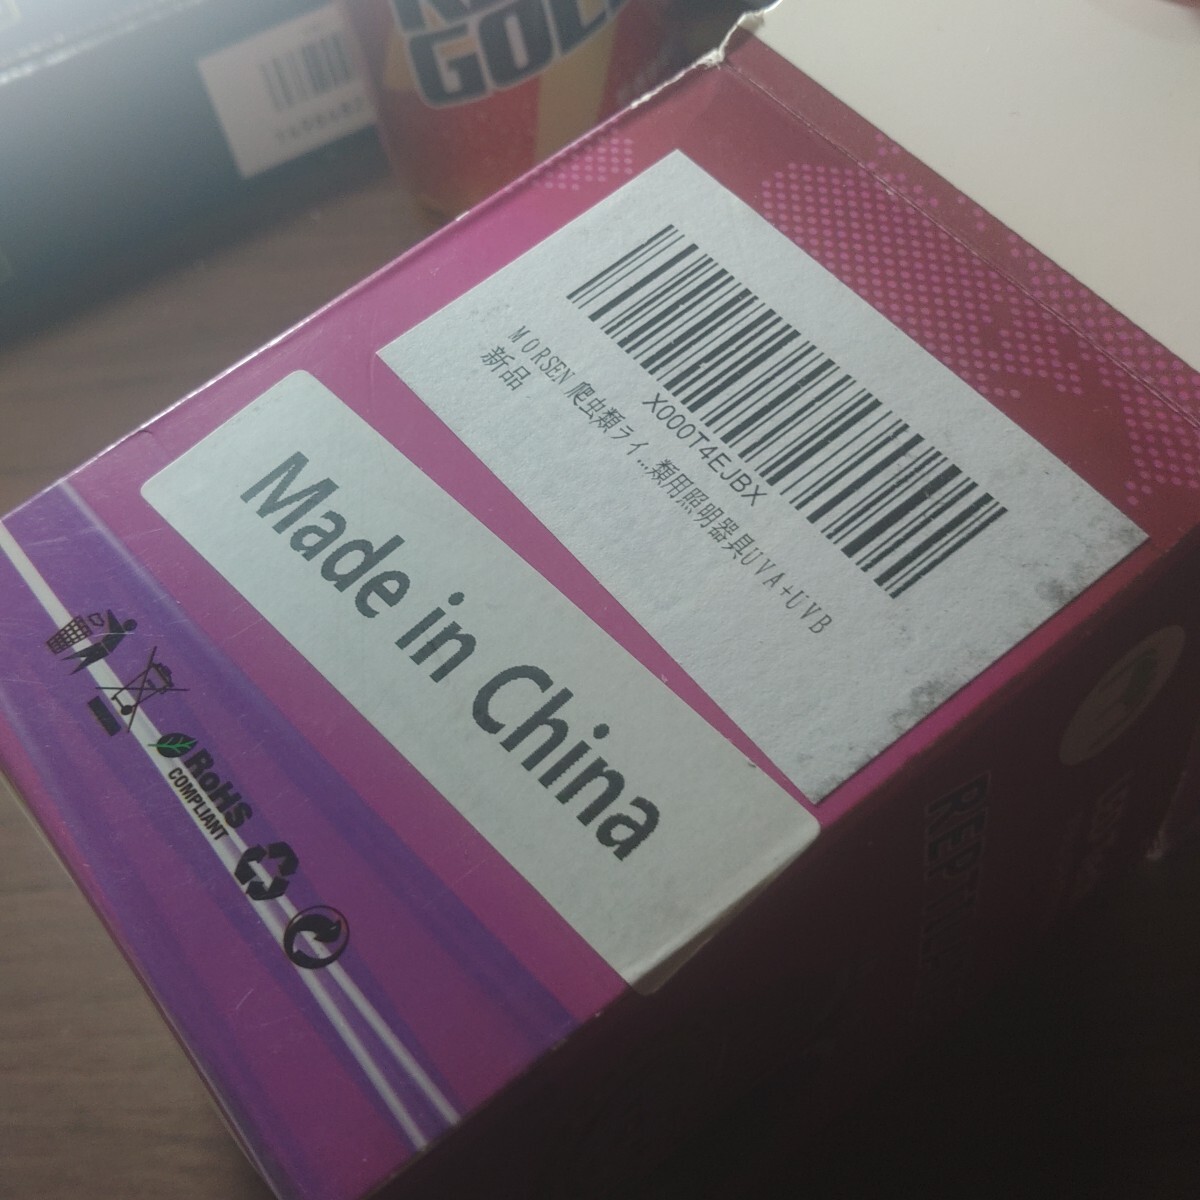 GOL
X000T4EJBX
MORSEN 爬虫類ライ...類用照明器具UVA+UVB
新品
Made in China
RoHS
COMPLIANT